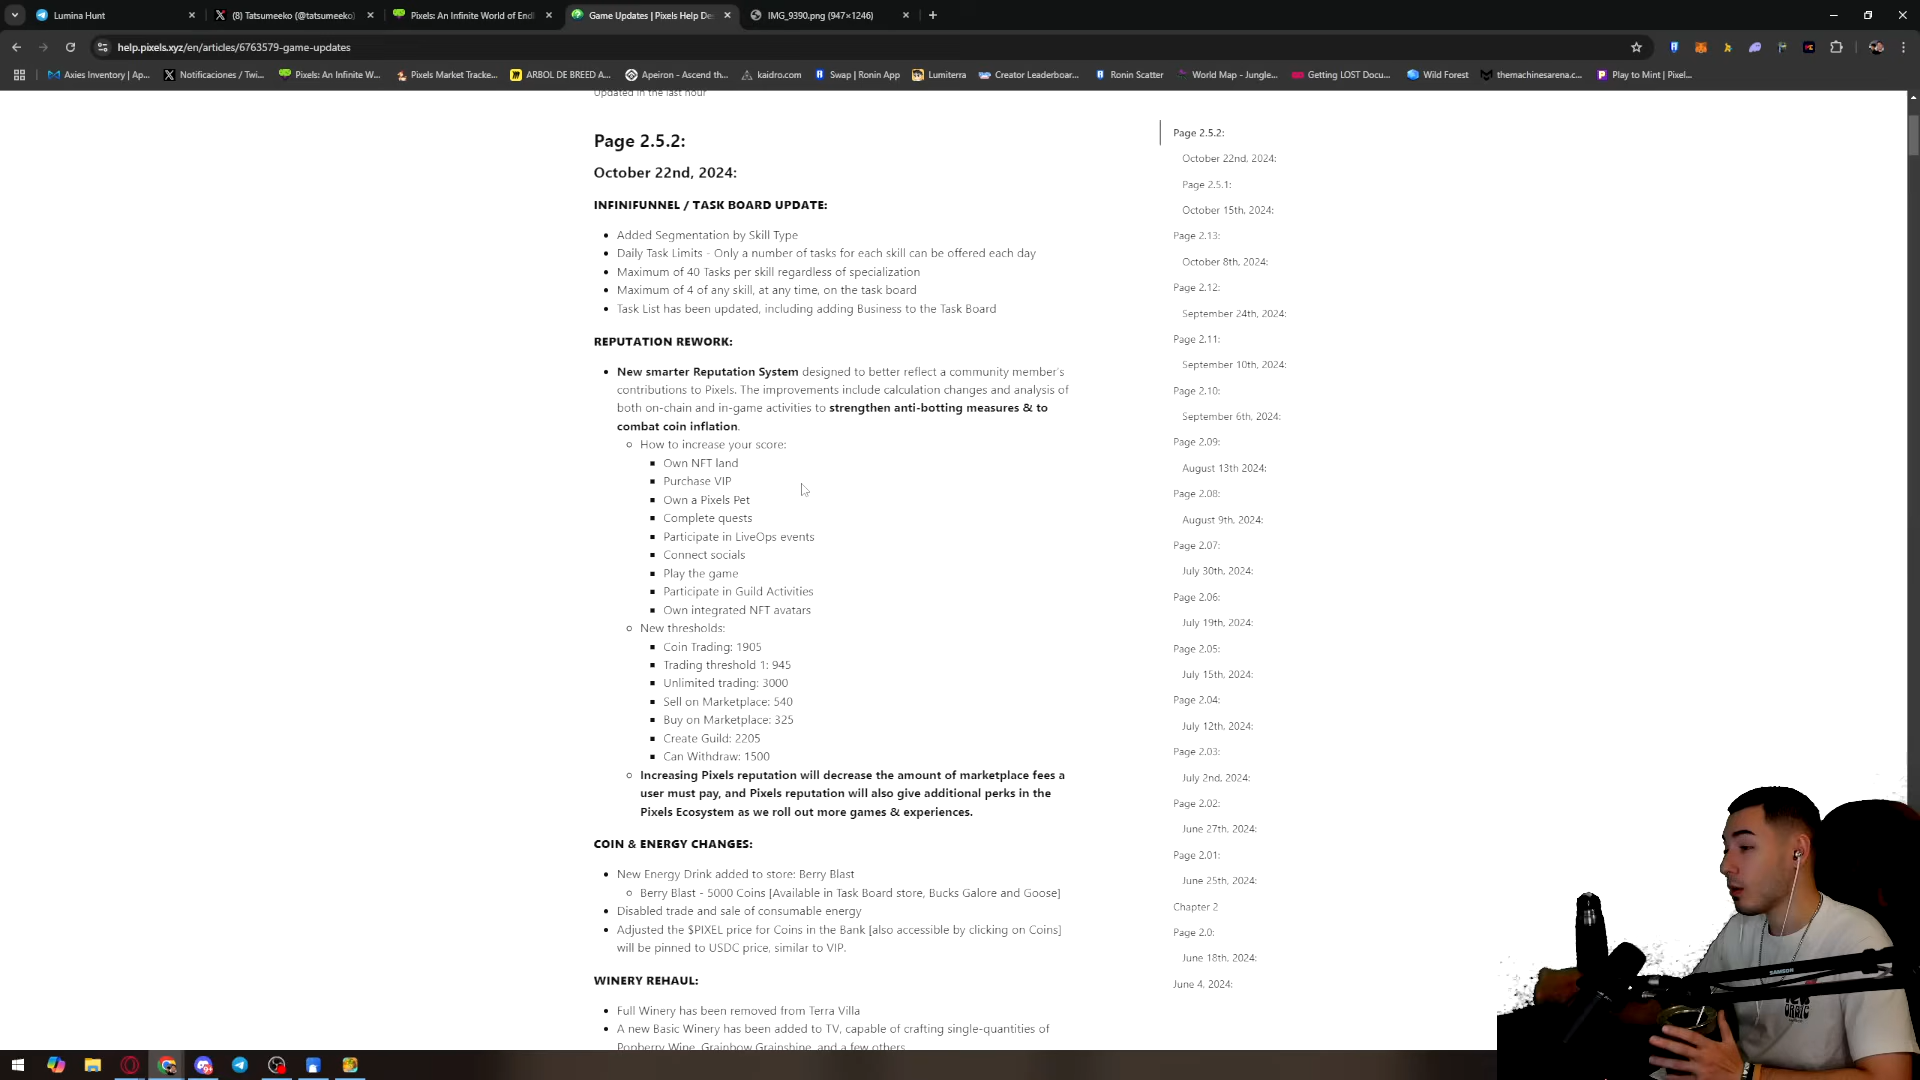 Lumina Hunt
(8) Tatsumeeko (@tatsumeeko)
Pixels: An Infinite World of Endl
Game Updates | Pixels Help De
IMG_9390.png (947×1246)
help.pixels.xyz/en/articles/6763579-game-updates
Axies Inventory | Ap...
Notificaciones / Twi...
Pixels: An Infinite W...
Pixels Market Tracke...
ARBOL DE BREED A...
Apeiron - Ascend th...
kaidro.com
Swap | Ronin App
Lumiterra
Creator Leaderboar...
Ronin Scatter
World Map - Jungle...
Getting LOST Docu...
Wild Forest
themachinesarena.c...
Play to Mint | Pixel...
Updated in the last hour
Page 2.5.2:
October 22nd, 2024:
INFINIFUNNEL / TASK BOARD UPDATE:
Added Segmentation by Skill Type
Daily Task Limits - Only a number of tasks for each skill can be offered each day
Maximum of 40 Tasks per skill regardless of specialization
Maximum of 4 of any skill, at any time, on the task board
Task List has been updated, including adding Business to the Task Board
REPUTATION REWORK:
New smarter Reputation System designed to better reflect a community member's
contributions to Pixels. The improvements include calculation changes and analysis of
both on-chain and in-game activities to strengthen anti-botting measures & to
combat coin inflation.
How to increase your score:
Own NFT land
Purchase VIP
Own a Pixels Pet
Complete quests
Participate in LiveOps events
Connect socials
Play the game
Participate in Guild Activities
Own integrated NFT avatars
New thresholds:
Coin Trading: 1905
Trading threshold 1: 945
Unlimited trading: 3000
Sell on Marketplace: 540
Buy on Marketplace: 325
Create Guild: 2205
Can Withdraw: 1500
Increasing Pixels reputation will decrease the amount of marketplace fees a
user must pay, and Pixels reputation will also give additional perks in the
Pixels Ecosystem as we roll out more games & experiences.
COIN & ENERGY CHANGES:
New Energy Drink added to store: Berry Blast
Berry Blast - 5000 Coins [Available in Task Board store, Bucks Galore and Goose]
Disabled trade and sale of consumable energy
Adjusted the $PIXEL price for Coins in the Bank [also accessible by clicking on Coins]
will be pinned to USDC price, similar to VIP.
WINERY REHAUL:
Full Winery has been removed from Terra Villa
A new Basic Winery has been added to TV, capable of crafting single-quantities of
Popberry Wine, Grainbow Grainshine, and a few others
Page 2.5.2:
October 22nd, 2024:
Page 2.5.1:
October 15th, 2024:
Page 2.13:
October 8th, 2024:
Page 2.12:
September 24th, 2024:
Page 2.11:
September 10th, 2024:
Page 2.10:
September 6th, 2024:
Page 2.09:
August 13th 2024:
Page 2.08:
August 9th, 2024:
Page 2.07:
July 30th, 2024:
Page 2.06:
July 19th, 2024:
Page 2.05:
July 15th, 2024:
Page 2.04:
July 12th, 2024:
Page 2.03:
July 2nd, 2024:
Page 2.02:
June 27th, 2024:
Page 2.01:
June 25th, 2024:
Chapter 2
Page 2.0:
June 18th, 2024:
June 4, 2024:
SAMSON